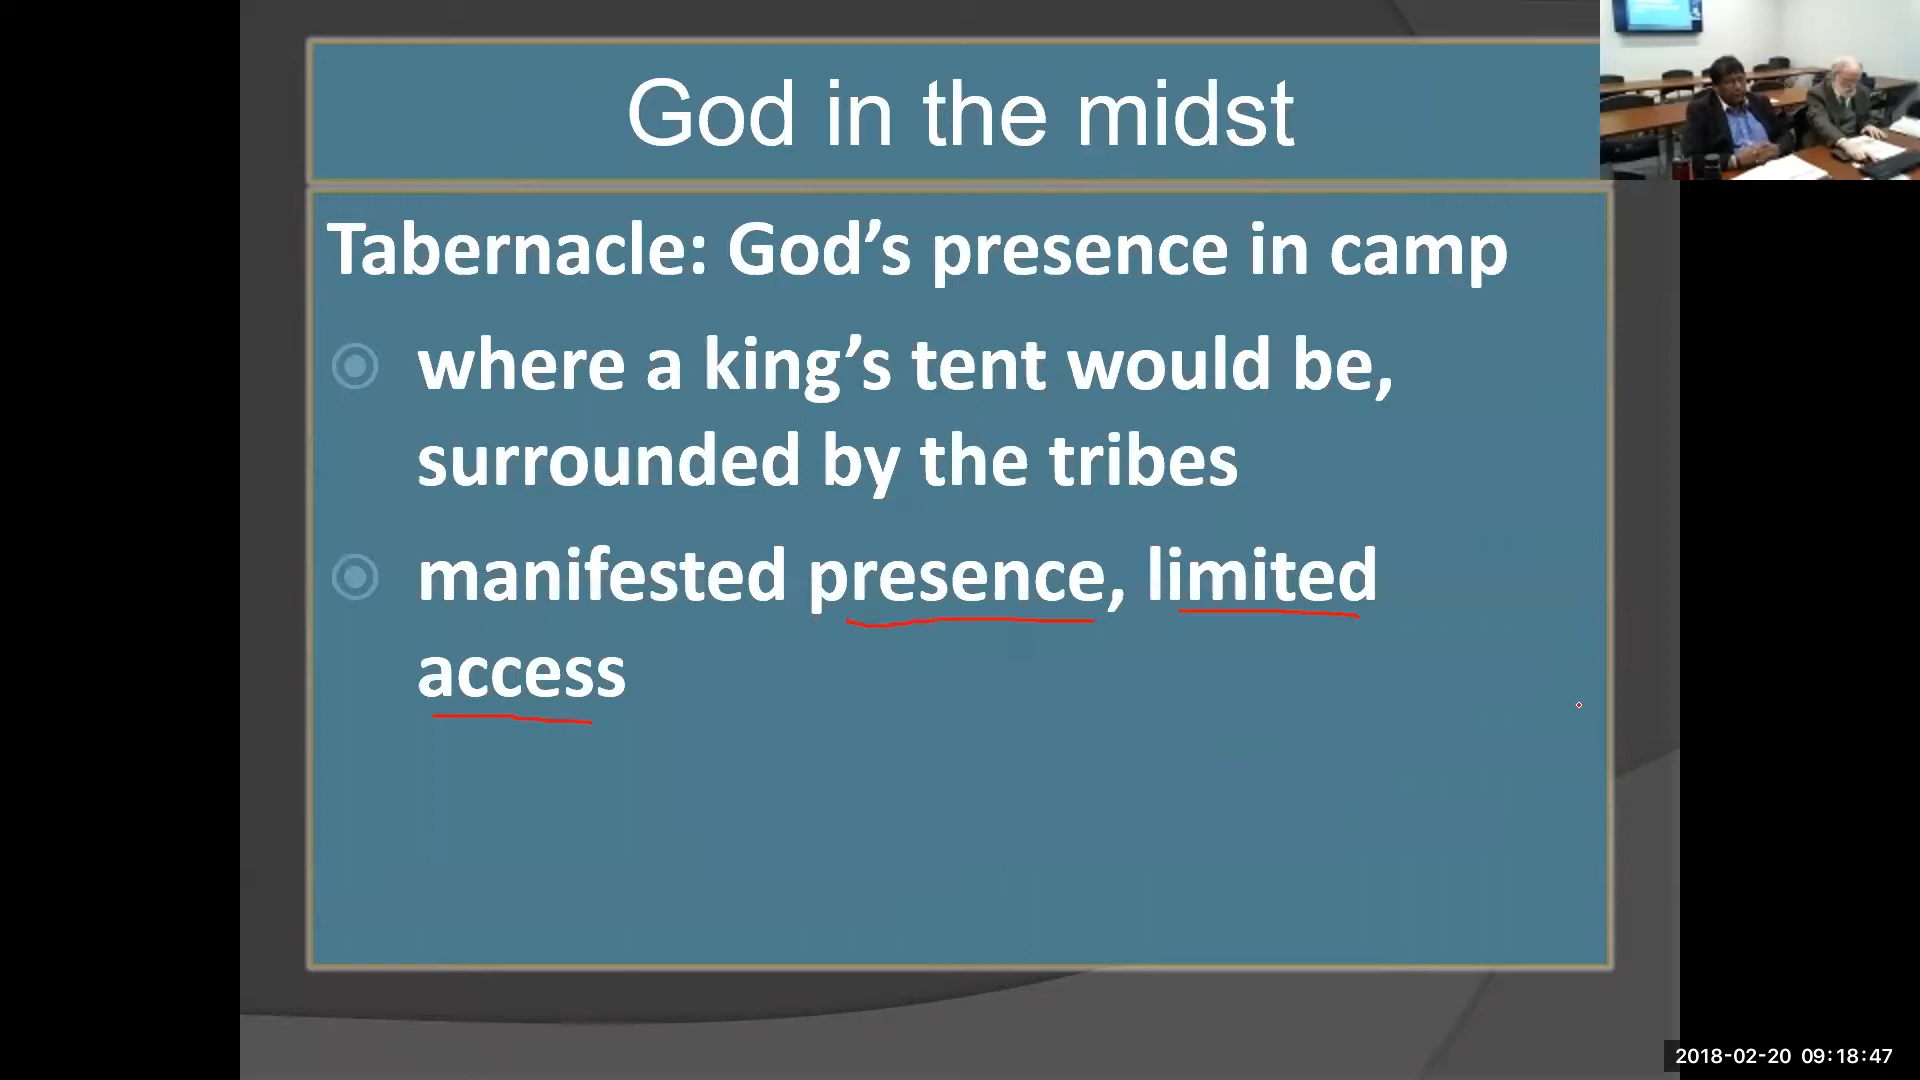 God in the midst
Tabernacle: God’s presence in camp
where a king’s tent would be,
surrounded by the tribes
manifested presence, limited
access
2018-02-20 09:18:47